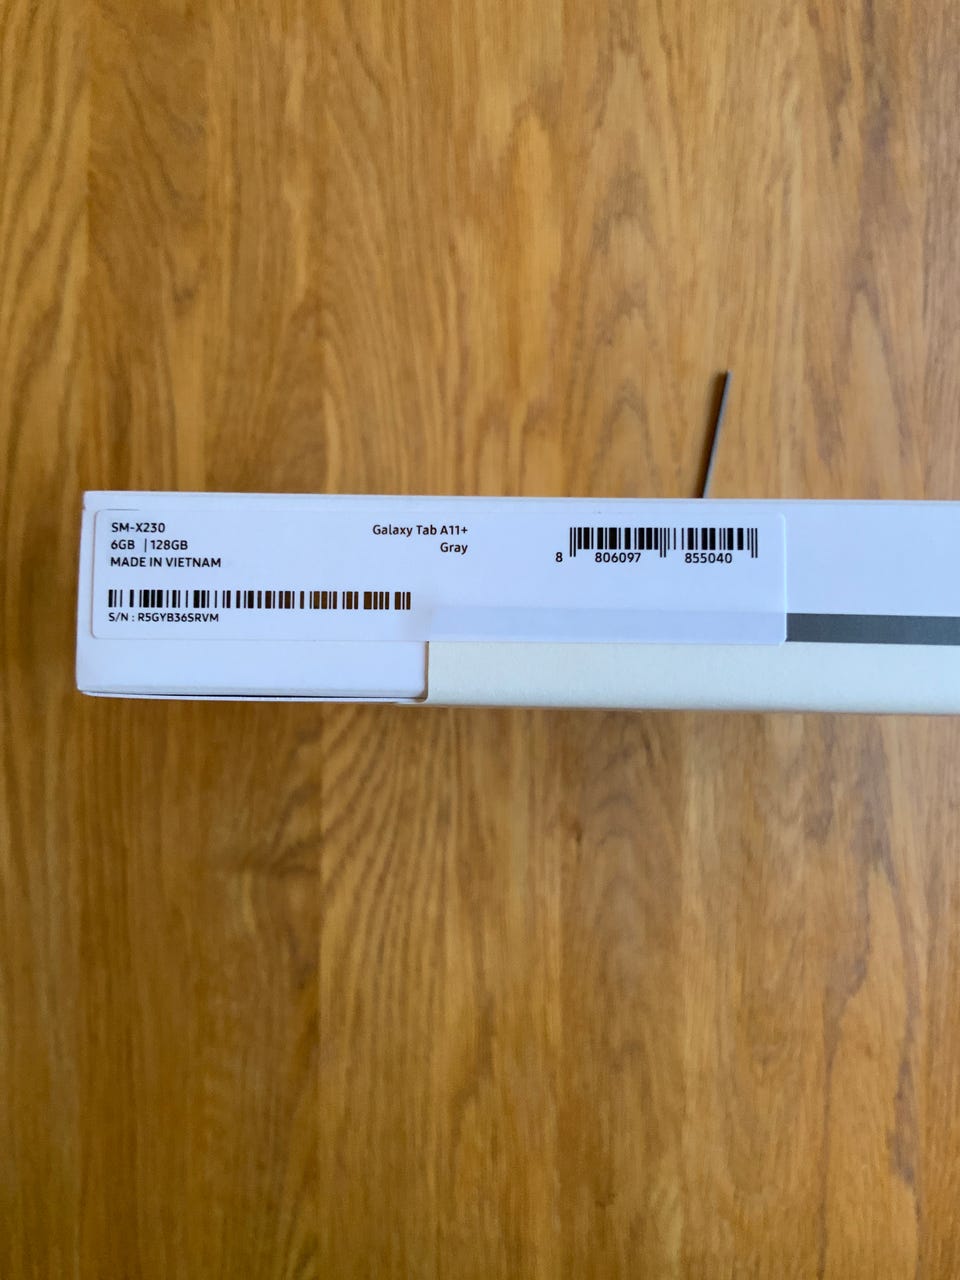 SM-X230
6GB | 128GB
MADE IN VIETNAM
S/N : R5GYB36SRVM
Galaxy Tab A11+
Gray
8 806097 855040